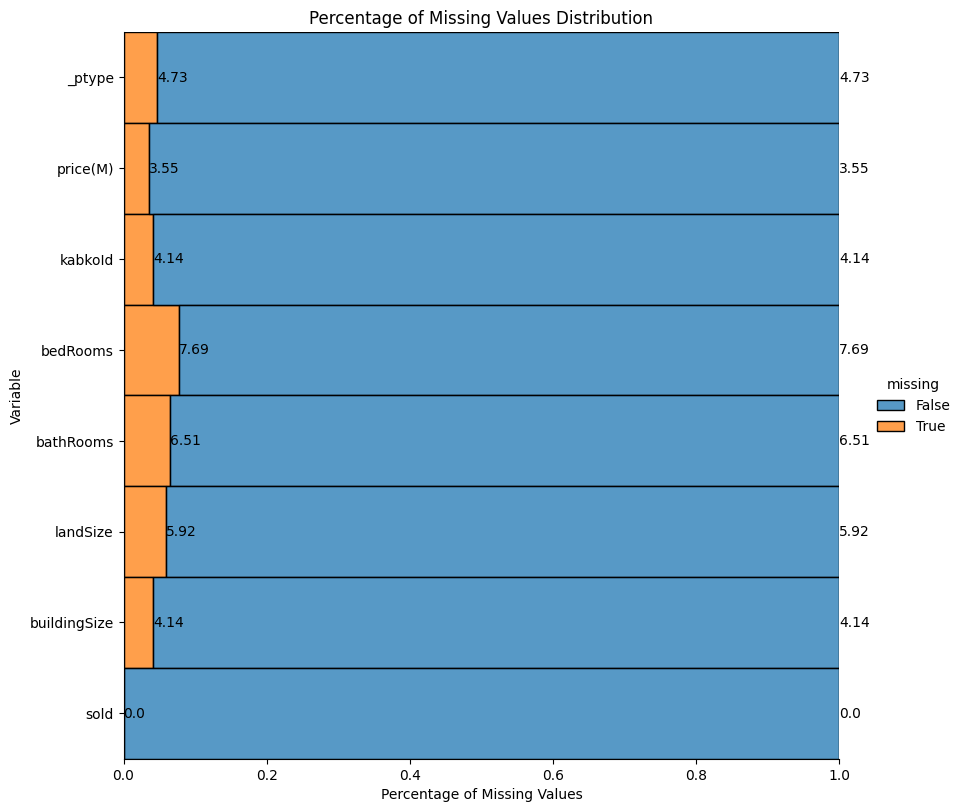 Percentage of Missing Values Distribution
_ptype 4.73 4.73
price(M) 3.55 3.55
kabkoId 4.14 4.14
bedRooms 7.69 7.69
bathRooms 6.51 6.51
landSize 5.92 5.92
buildingSize 4.14 4.14
sold 0.0 0.0
Variable
0.0 0.2 0.4 0.6 0.8 1.0
Percentage of Missing Values
missing
False
True